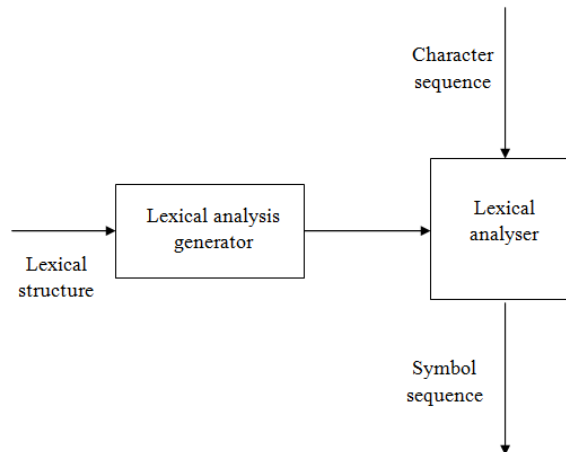 Character
sequence
Lexical analysis
generator
Lexical
analyser
Lexical
structure
Symbol
sequence